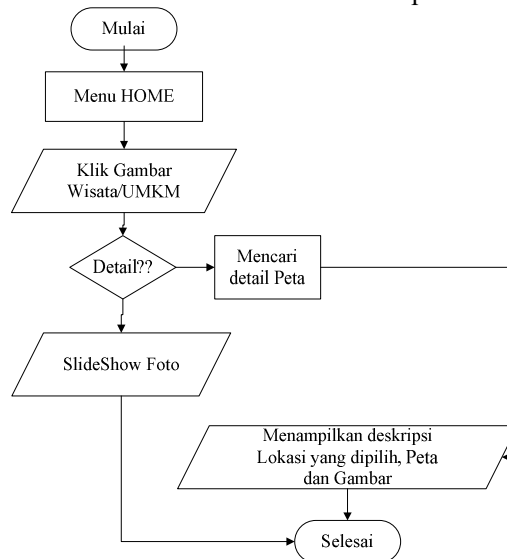 Mulai
Menu HOME
Klik Gambar
Wisata/UMKM
Detail??
Mencari
detail Peta
SlideShow Foto
Menampilkan deskripsi
Lokasi yang dipilih, Peta
dan Gambar
Selesai